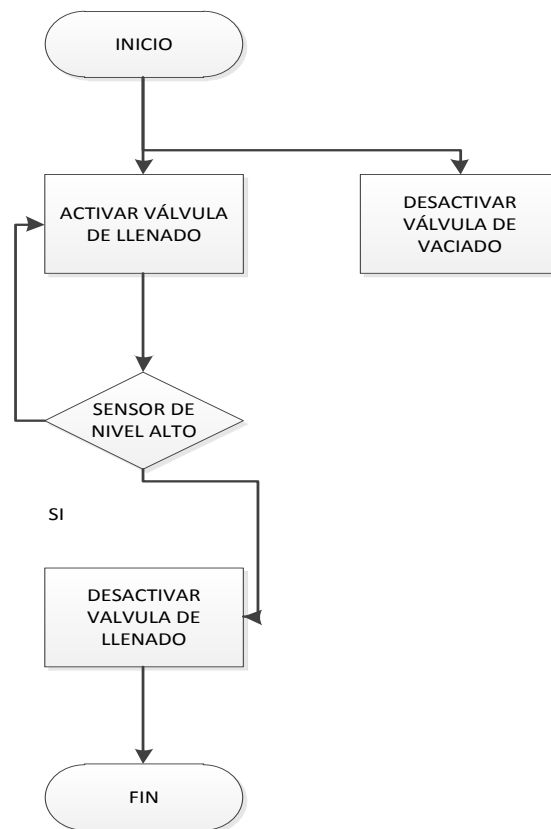 INICIO
ACTIVAR VÁLVULA
DE LLENADO
DESACTIVAR
VÁLVULA DE
VACIADO
SENSOR DE
NIVEL ALTO
SI
DESACTIVAR
VALVULA DE
LLENADO
FIN